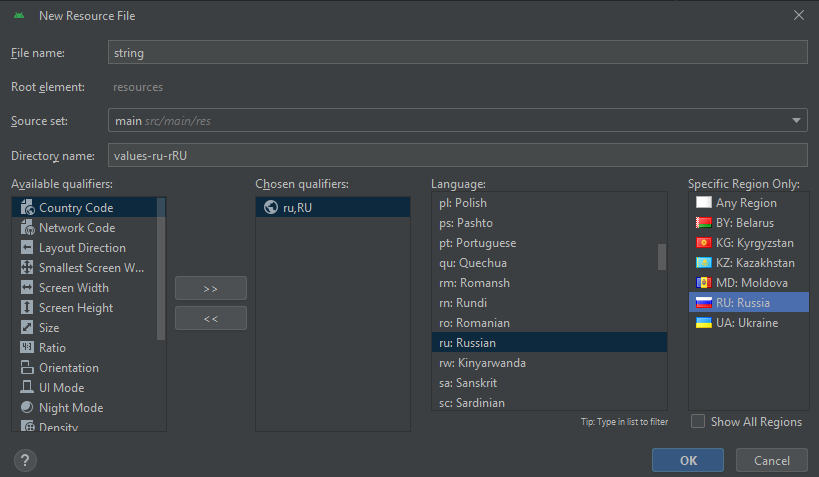 New Resource File
File name:
string
Root element:
resources
Source set:
main src/main/res
Directory name:
values-ru-rRU
Available qualifiers:
Country Code
Network Code
Layout Direction
Smallest Screen W...
Screen Width
Screen Height
Size
Ratio
Orientation
UI Mode
Night Mode
Density
>>
<<
Chosen qualifiers:
ru,RU
Language:
pl: Polish
ps: Pashto
pt: Portuguese
qu: Quechua
rm: Romansh
rn: Rundi
ro: Romanian
ru: Russian
rw: Kinyarwanda
sa: Sanskrit
sc: Sardinian
Tip: Type in list to filter
Specific Region Only:
Any Region
BY: Belarus
KG: Kyrgyzstan
KZ: Kazakhstan
MD: Moldova
RU: Russia
UA: Ukraine
Show All Regions
?
OK
Cancel